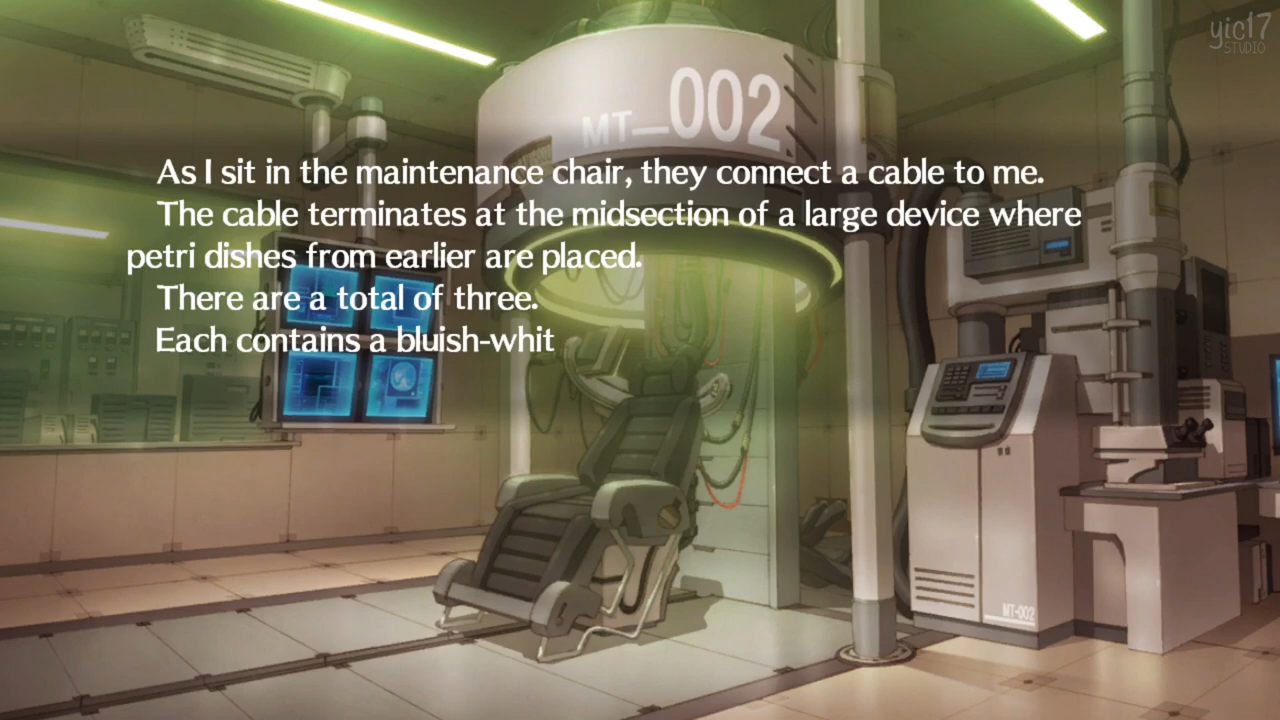 yic17
STUDIO
MT_002
As I sit in the maintenance chair, they connect a cable to me.
The cable terminates at the midsection of a large device where
petri dishes from earlier are placed.
There are a total of three.
Each contains a bluish-whit
MT-002